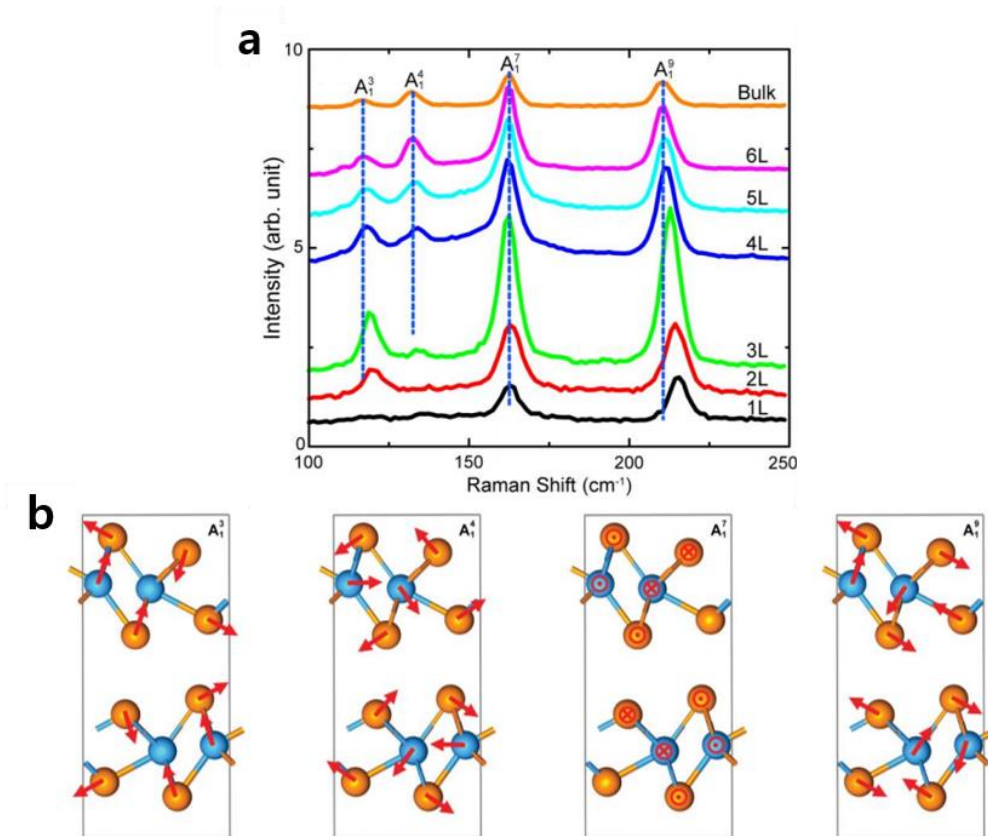 a
10
5
0
Intensity (arb. unit)
A₁³ A₁⁴ A₁⁷ A₁⁹
Bulk
6L
5L
4L
3L
2L
1L
100 150 200 250
Raman Shift (cm⁻¹)
b
A₁³ A₁⁴ A₁⁷ A₁⁹